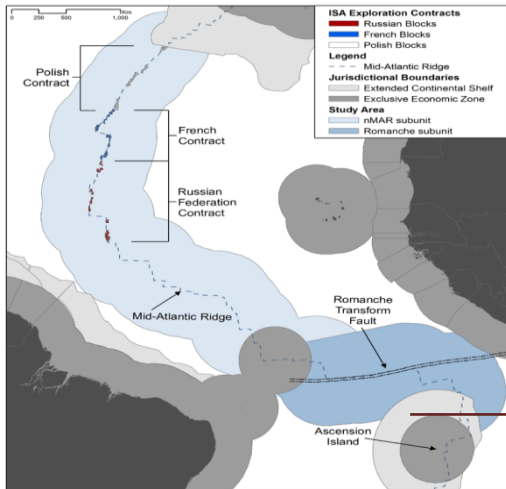 0 250 500 1,000 Kms
ISA Exploration Contracts
Russian Blocks
French Blocks
Polish Blocks
Legend
Mid-Atlantic Ridge
Jurisdictional Boundaries
Extended Continental Shelf
Exclusive Economic Zone
Study Area
nMAR subunit
Romanche subunit
Polish
Contract
French
Contract
Russian
Federation
Contract
Mid-Atlantic Ridge
Romanche
Transform
Fault
Ascension
Island